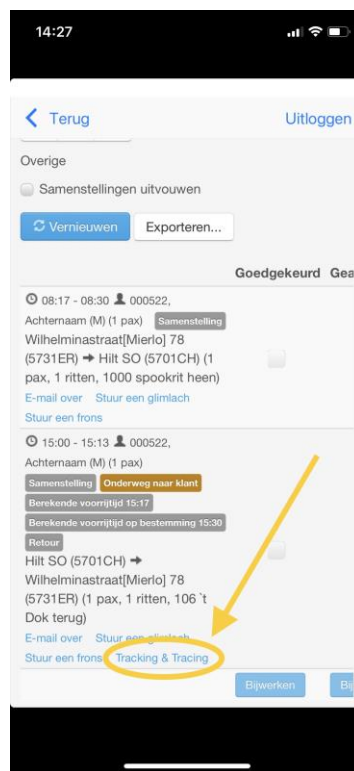 14:27
Terug
Uitloggen
Overige
Samenstellingen uitvouwen
Vernieuwen
Exporteren...
Goedgekeurd Gea
08:17 - 08:30 000522,
Achternaam (M) (1 pax) Samenstelling
Wilhelminastraat[Mierlo] 78
(5731ER) ➔ Hilt SO (5701CH) (1
pax, 1 ritten, 1000 spookrit heen)
E-mail over Stuur een glimlach
Stuur een frons
15:00 - 15:13 000522,
Achternaam (M) (1 pax)
Samenstelling Onderweg naar klant
Berekende voorrijtijd 15:17
Berekende voorrijtijd op bestemming 15:30
Retour
Hilt SO (5701CH) ➔
Wilhelminastraat[Mierlo] 78
(5731ER) (1 pax, 1 ritten, 106 `t
Dok terug)
E-mail over Stuur een glimlach
Stuur een frons Tracking & Tracing
Bijwerken Bij